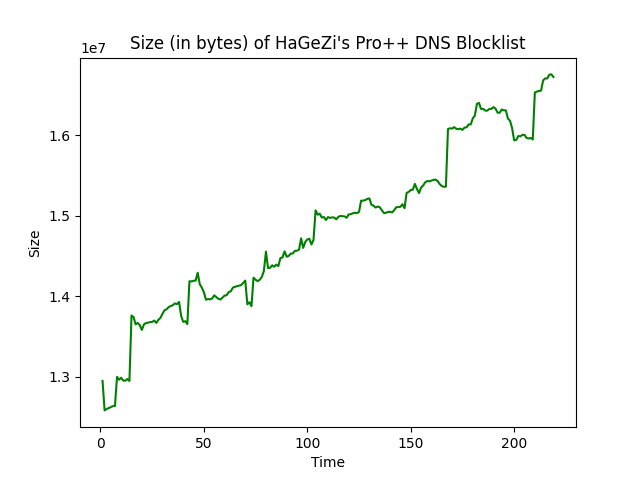 Size (in bytes) of HaGeZi's Pro++ DNS Blocklist
1e7
1.6
1.5
1.4
1.3
Size
0 50 100 150 200
Time